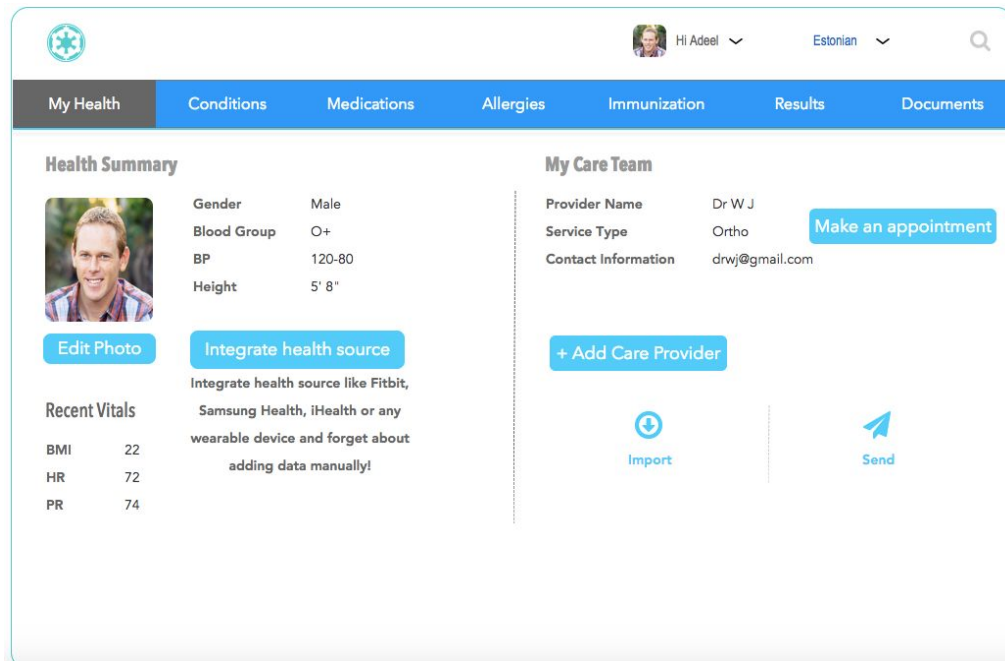 Hi Adeel
Estonian
My Health Conditions Medications Allergies Immunization Results Documents
Health Summary
Gender Male
Blood Group O+
BP 120-80
Height 5' 8"
Edit Photo
Integrate health source
Integrate health source like Fitbit,
Samsung Health, iHealth or any
wearable device and forget about
adding data manually!
Recent Vitals
BMI 22
HR 72
PR 74
My Care Team
Provider Name Dr W J
Service Type Ortho
Contact Information drwj@gmail.com
Make an appointment
+ Add Care Provider
Import
Send